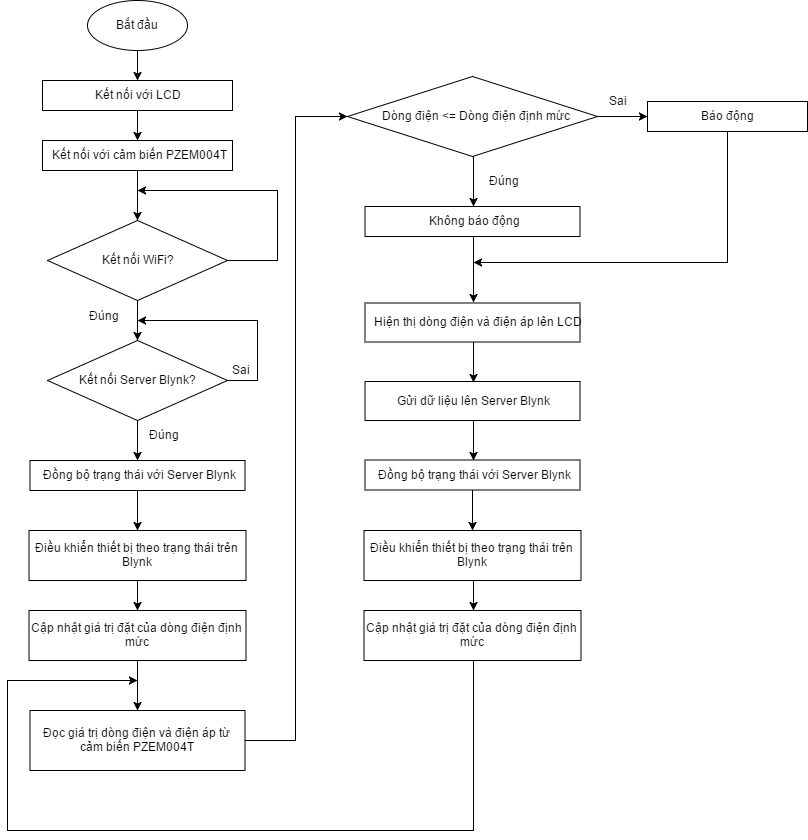 Bắt đầu
Kết nối với LCD
Kết nối với cảm biến PZEM004T
Kết nối WiFi?
Đúng
Kết nối Server Blynk?
Sai
Đúng
Đồng bộ trạng thái với Server Blynk
Điều khiển thiết bị theo trạng thái trên
Blynk
Cập nhật giá trị đặt của dòng điện định
mức
Đọc giá trị dòng điện và điện áp từ
cảm biến PZEM004T
Dòng điện <= Dòng điện định mức
Sai
Báo động
Đúng
Không báo động
Hiện thị dòng điện và điện áp lên LCD
Gửi dữ liệu lên Server Blynk
Đồng bộ trạng thái với Server Blynk
Điều khiển thiết bị theo trạng thái trên
Blynk
Cập nhật giá trị đặt của dòng điện định
mức